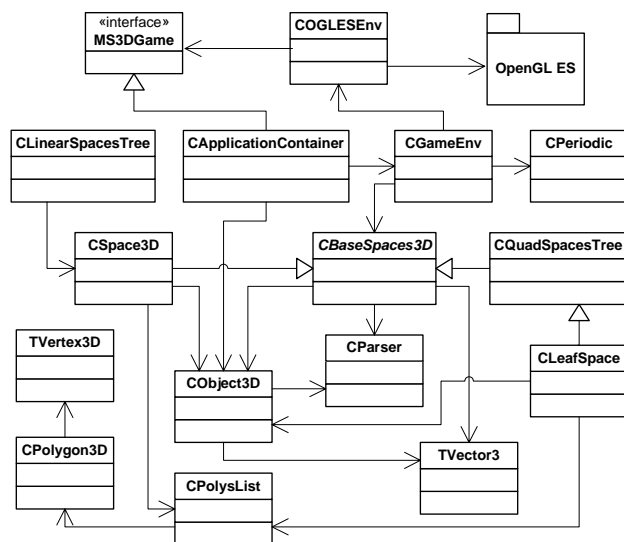 «interface»
MS3DGame
COGLESEnv
OpenGL ES
CLinearSpacesTree
CApplicationContainer
CGameEnv
CPeriodic
CSpace3D
CBaseSpaces3D
CQuadSpacesTree
TVertex3D
CParser
CLeafSpace
CObject3D
CPolygon3D
TVector3
CPolysList